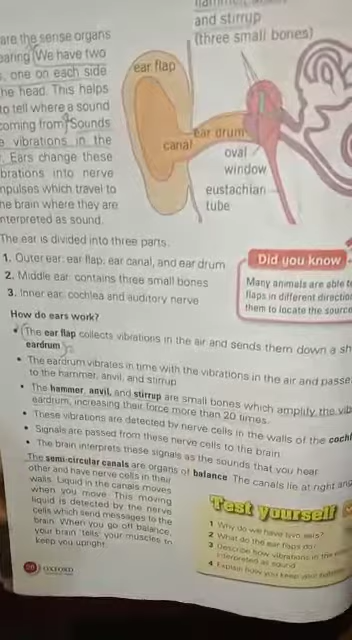 are the sense organs
We have two
one on each side
he head. This helps
to tell where a sound
coming from. Sounds
vibrations in the
Ears change these
brations into nerve
mpulses which travel to
he brain where they are
nterpreted as sound.
hammer, anvil
and stirrup
(three small bones)
ear flap
ear drum
canal
oval
window
eustachian
tube
The ear is divided into three parts.
1. Outer ear: ear flap, ear canal, and ear drum
2. Middle ear: contains three small bones
3. Inner ear: cochlea and auditory nerve
Did you know
Many animals are able to
flaps in different direction
them to locate the source
How do ears work?
• The ear flap collects vibrations in the air and sends them down a sh
eardrum
• The eardrum vibrates in time with the vibrations in the air and passe
to the hammer, anvil, and stirrup
• The hammer, anvil, and stirrup are small bones which amplify the vib
eardrum, increasing their force more than 20 times.
• These vibrations are detected by nerve cells in the walls of the cochl
• Signals are passed from these nerve cells to the brain
• The brain interprets these signals as the sounds that you hear
The semi-circular canals are organs of balance. The canals lie at right ang
other and have nerve cells in their
walls. Liquid in the canals moves
when you move. This moving
liquid is detected by the nerve
cells which send messages to the
brain. When you go off balance,
your brain 'tells' your muscles to
keep you upright.
Test yourself
1 Why do we have two ears?
2 What do the ear flaps do?
3 Describe how vibrations in the
interpreted as sound
4 Explain how you keep your balance
OXFORD